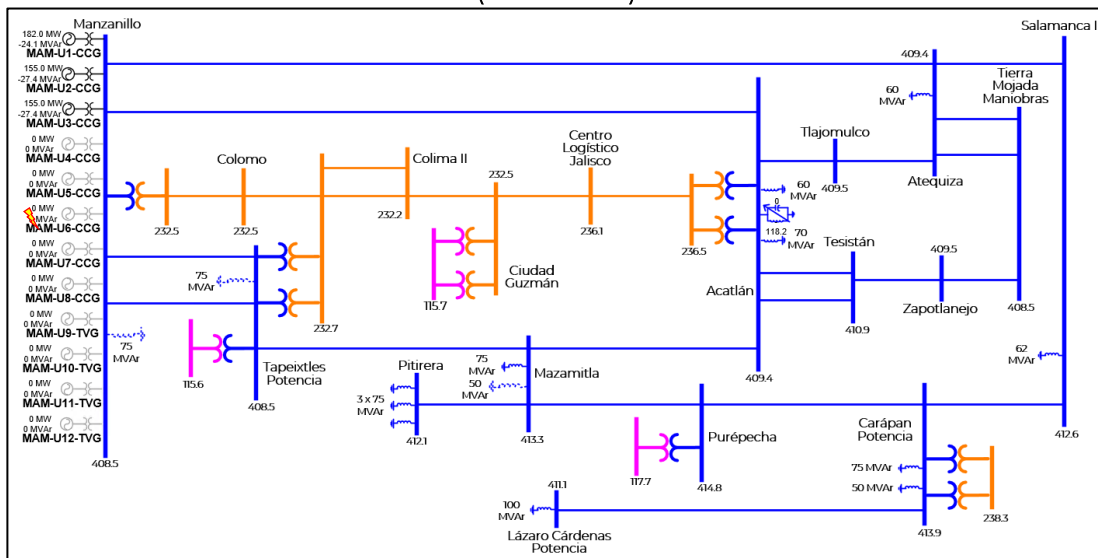 Manzanillo
182.0 MW
-24.1 MVAr
MAM-U1-CCG
155.0 MW
-27.4 MVAr
MAM-U2-CCG
155.0 MW
-27.4 MVAr
MAM-U3-CCG
0 MW
0 MVAr
MAM-U4-CCG
0 MW
0 MVAr
MAM-U5-CCG
0 MW
MVAr
MAM-U6-CCG
0 MW
0 MVAr
MAM-U7-CCG
0 MW
0 MVAr
MAM-U8-CCG
0 MW
0 MVAr
MAM-U9-TVG
0 MW
0 MVAr
MAM-U10-TVG
0 MW
0 MVAr
MAM-U11-TVG
0 MW
0 MVAr
MAM-U12-TVG
408.5
75
MVAr
232.5
Colomo
232.5
75
MVAr
115.6
Tapeixtles
Potencia
408.5
232.7
Colima II
232.2
232.5
115.7
Ciudad
Guzmán
Centro
Logístico
Jalisco
236.1
236.5
60
MVAr
0
118.2
70
MVAr
Acatlán
409.4
Tlajomulco
409.5
409.4
60
MVAr
Atequiza
Tierra
Mojada
Maniobras
408.5
Tesistán
410.9
409.5
Zapotlanejo
Salamanca II
62
MVAr
412.6
Pitirera
3 x 75
MVAr
412.1
75
MVAr
50
MVAr
Mazamitla
413.3
Purépecha
117.7
414.8
Carápan
Potencia
75 MVAr
50 MVAr
413.9
238.3
411.1
100
MVAr
Lázaro Cárdenas
Potencia